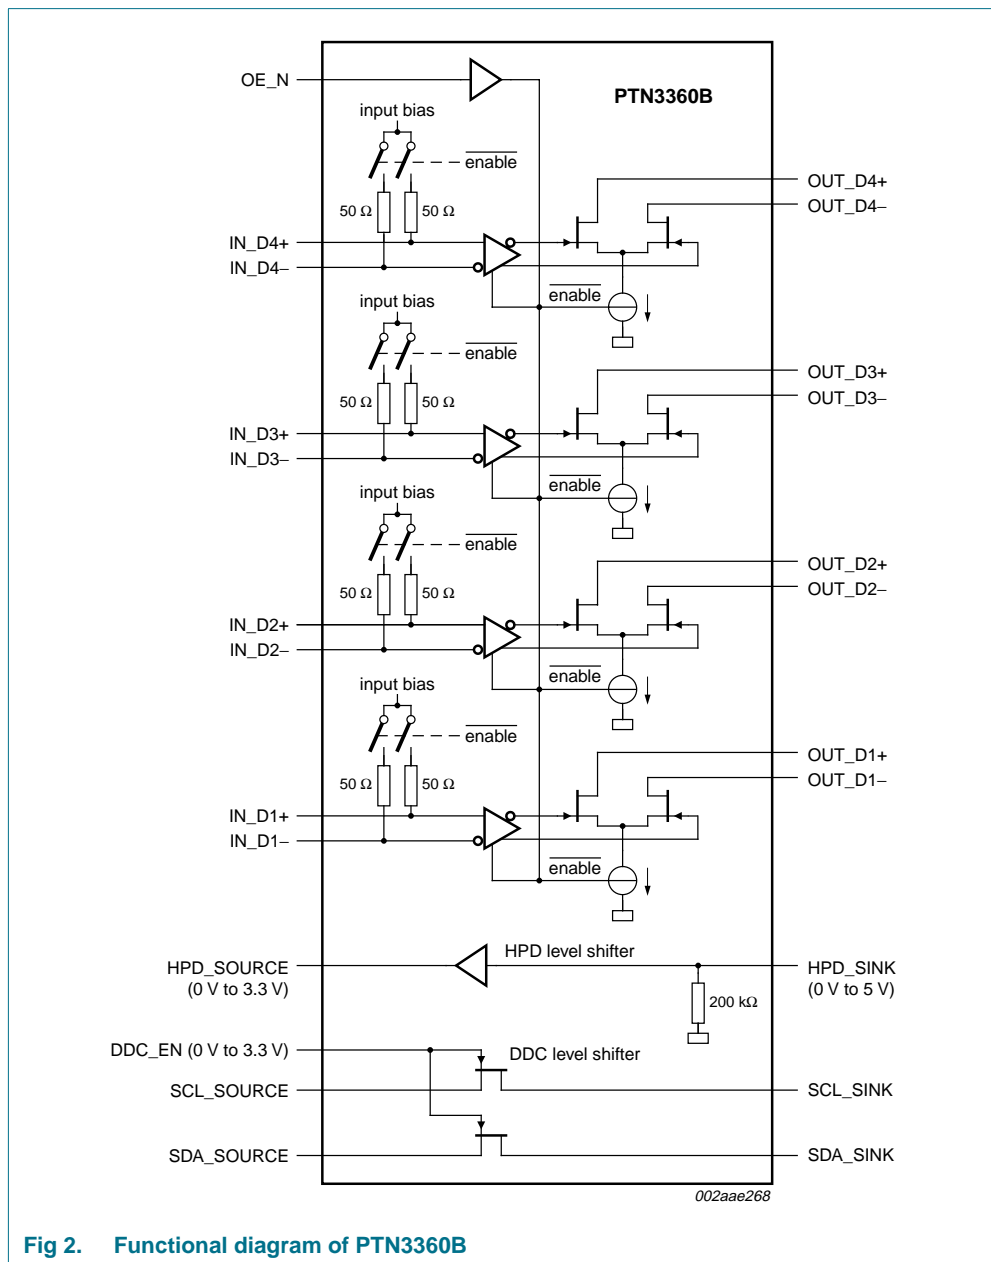 OE_N
PTN3360B
input bias
enable
50 Ω 50 Ω
OUT_D4+
OUT_D4−
IN_D4+
IN_D4−
enable
input bias
enable
50 Ω 50 Ω
OUT_D3+
OUT_D3−
IN_D3+
IN_D3−
enable
input bias
enable
50 Ω 50 Ω
OUT_D2+
OUT_D2−
IN_D2+
IN_D2−
enable
input bias
enable
50 Ω 50 Ω
OUT_D1+
OUT_D1−
IN_D1+
IN_D1−
enable
HPD level shifter
HPD_SOURCE
(0 V to 3.3 V)
HPD_SINK
(0 V to 5 V)
200 kΩ
DDC_EN (0 V to 3.3 V)
DDC level shifter
SCL_SOURCE
SCL_SINK
SDA_SOURCE
SDA_SINK
002aae268
Fig 2. Functional diagram of PTN3360B